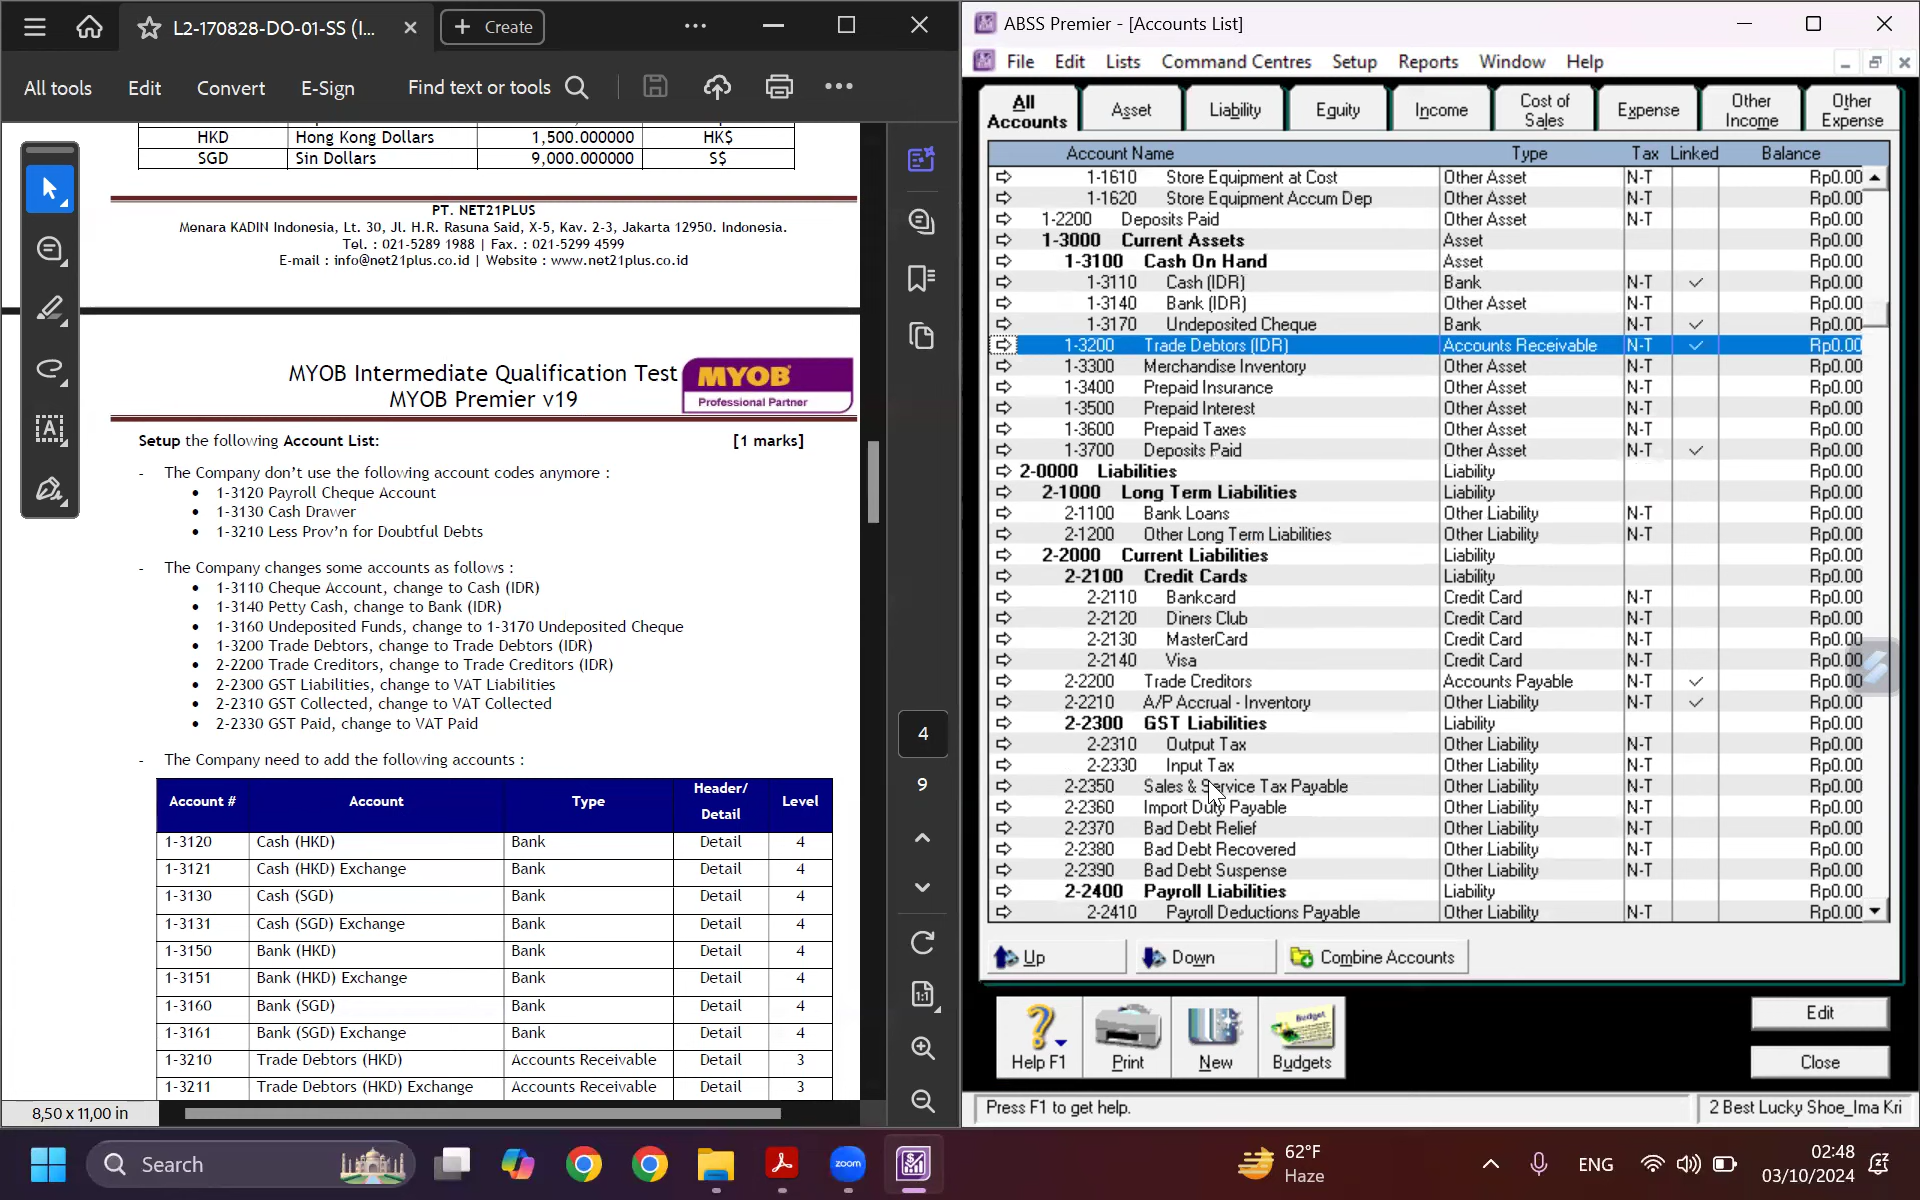 L2-170828-DO-01-SS (I...
Create
All tools
Edit
Convert
E-Sign
Find text or tools
HKD Hong Kong Dollars 1,500.000000 HK$
SGD Sin Dollars 9,000.000000 S$
PT. NET21PLUS
Menara KADIN Indonesia, Lt. 30, Jl. H.R. Rasuna Said, X-5, Kav. 2-3, Jakarta 12950. Indonesia.
Tel. : 021-5289 1988 | Fax. : 021-5299 4599
E-mail : info@net21plus.co.id | Website : www.net21plus.co.id
MYOB Intermediate Qualification Test
MYOB Premier v19
MYOB
Professional Partner
Setup the following Account List: [1 marks]
- The Company don't use the following account codes anymore :
• 1-3120 Payroll Cheque Account
• 1-3130 Cash Drawer
• 1-3210 Less Prov'n for Doubtful Debts
- The Company changes some accounts as follows :
• 1-3110 Cheque Account, change to Cash (IDR)
• 1-3140 Petty Cash, change to Bank (IDR)
• 1-3160 Undeposited Funds, change to 1-3170 Undeposited Cheque
• 1-3200 Trade Debtors, change to Trade Debtors (IDR)
• 2-2200 Trade Creditors, change to Trade Creditors (IDR)
• 2-2300 GST Liabilities, change to VAT Liabilities
• 2-2310 GST Collected, change to VAT Collected
• 2-2330 GST Paid, change to VAT Paid
- The Company need to add the following accounts :
Account # Account Type Header/ Detail Level
1-3120 Cash (HKD) Bank Detail 4
1-3121 Cash (HKD) Exchange Bank Detail 4
1-3130 Cash (SGD) Bank Detail 4
1-3131 Cash (SGD) Exchange Bank Detail 4
1-3150 Bank (HKD) Bank Detail 4
1-3151 Bank (HKD) Exchange Bank Detail 4
1-3160 Bank (SGD) Bank Detail 4
1-3161 Bank (SGD) Exchange Bank Detail 4
1-3210 Trade Debtors (HKD) Accounts Receivable Detail 3
1-3211 Trade Debtors (HKD) Exchange Accounts Receivable Detail 3
8,50 x 11,00 in
4
9
1:1
ABSS Premier - [Accounts List]
File Edit Lists Command Centres Setup Reports Window Help
All Accounts
Asset
Liability
Equity
Income
Cost of Sales
Expense
Other Income
Other Expense
Account Name Type Tax Linked Balance
1-1610 Store Equipment at Cost Other Asset N-T Rp0.00
1-1620 Store Equipment Accum Dep Other Asset N-T Rp0.00
1-2200 Deposits Paid Other Asset N-T Rp0.00
1-3000 Current Assets Asset Rp0.00
1-3100 Cash On Hand Asset Rp0.00
1-3110 Cash (IDR) Bank N-T ✓ Rp0.00
1-3140 Bank (IDR) Other Asset N-T Rp0.00
1-3170 Undeposited Cheque Bank N-T ✓ Rp0.00
1-3200 Trade Debtors (IDR) Accounts Receivable N-T ✓ Rp0.00
1-3300 Merchandise Inventory Other Asset N-T Rp0.00
1-3400 Prepaid Insurance Other Asset N-T Rp0.00
1-3500 Prepaid Interest Other Asset N-T Rp0.00
1-3600 Prepaid Taxes Other Asset N-T Rp0.00
1-3700 Deposits Paid Other Asset N-T ✓ Rp0.00
2-0000 Liabilities Liability Rp0.00
2-1000 Long Term Liabilities Liability Rp0.00
2-1100 Bank Loans Other Liability N-T Rp0.00
2-1200 Other Long Term Liabilities Other Liability N-T Rp0.00
2-2000 Current Liabilities Liability Rp0.00
2-2100 Credit Cards Liability Rp0.00
2-2110 Bankcard Credit Card N-T Rp0.00
2-2120 Diners Club Credit Card N-T Rp0.00
2-2130 MasterCard Credit Card N-T Rp0.00
2-2140 Visa Credit Card N-T Rp0.00
2-2200 Trade Creditors Accounts Payable N-T ✓ Rp0.00
2-2210 A/P Accrual - Inventory Other Liability N-T ✓ Rp0.00
2-2300 GST Liabilities Liability Rp0.00
2-2310 Output Tax Other Liability N-T Rp0.00
2-2330 Input Tax Other Liability N-T Rp0.00
2-2350 Sales & Service Tax Payable Other Liability N-T Rp0.00
2-2360 Import Duty Payable Other Liability N-T Rp0.00
2-2370 Bad Debt Relief Other Liability N-T Rp0.00
2-2380 Bad Debt Recovered Other Liability N-T Rp0.00
2-2390 Bad Debt Suspense Other Liability N-T Rp0.00
2-2400 Payroll Liabilities Liability Rp0.00
2-2410 Payroll Deductions Payable Other Liability N-T Rp0.00
Up
Down
Combine Accounts
Help F1
Print
New
Budget
Budgets
Edit
Close
Press F1 to get help.
2 Best Lucky Shoe_Ima Kri
Search
zoom
62°F
Haze
ENG
02:48
03/10/2024